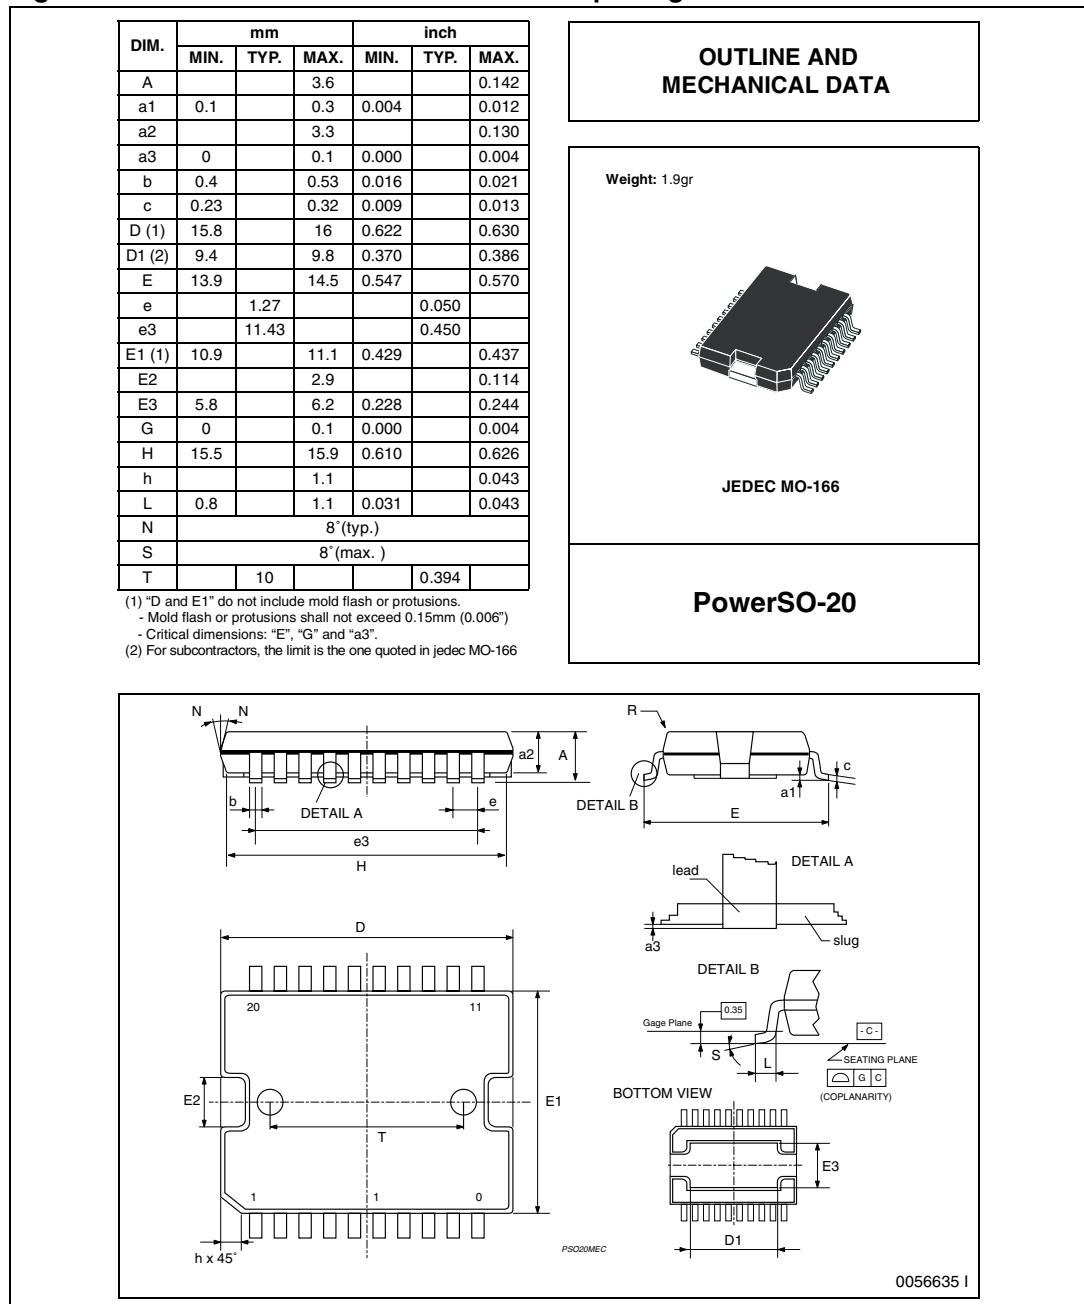 DIM. mm inch
MIN. TYP. MAX. MIN. TYP. MAX.
A 3.6 0.142
a1 0.1 0.3 0.004 0.012
a2 3.3 0.130
a3 0 0.1 0.000 0.004
b 0.4 0.53 0.016 0.021
c 0.23 0.32 0.009 0.013
D (1) 15.8 16 0.622 0.630
D1 (2) 9.4 9.8 0.370 0.386
E 13.9 14.5 0.547 0.570
e 1.27 0.050
e3 11.43 0.450
E1 (1) 10.9 11.1 0.429 0.437
E2 2.9 0.114
E3 5.8 6.2 0.228 0.244
G 0 0.1 0.000 0.004
H 15.5 15.9 0.610 0.626
h 1.1 0.043
L 0.8 1.1 0.031 0.043
N 8˚(typ.)
S 8˚(max. )
T 10 0.394
(1) “D and E1” do not include mold flash or protusions.
- Mold flash or protusions shall not exceed 0.15mm (0.006”)
- Critical dimensions: “E”, “G” and “a3”.
(2) For subcontractors, the limit is the one quoted in jedec MO-166
OUTLINE AND
MECHANICAL DATA
Weight: 1.9gr
JEDEC MO-166
PowerSO-20
N N
a2 A
b DETAIL A e
e3
H
R
c
a1
DETAIL B
E
DETAIL A
lead
slug
a3
DETAIL B
0.35
Gage Plane
- C -
S L
SEATING PLANE
G C
(COPLANARITY)
D
20 11
E2 E1
T
1 1 0
h x 45˚
BOTTOM VIEW
E3
D1
PSO20MEC
0056635 I